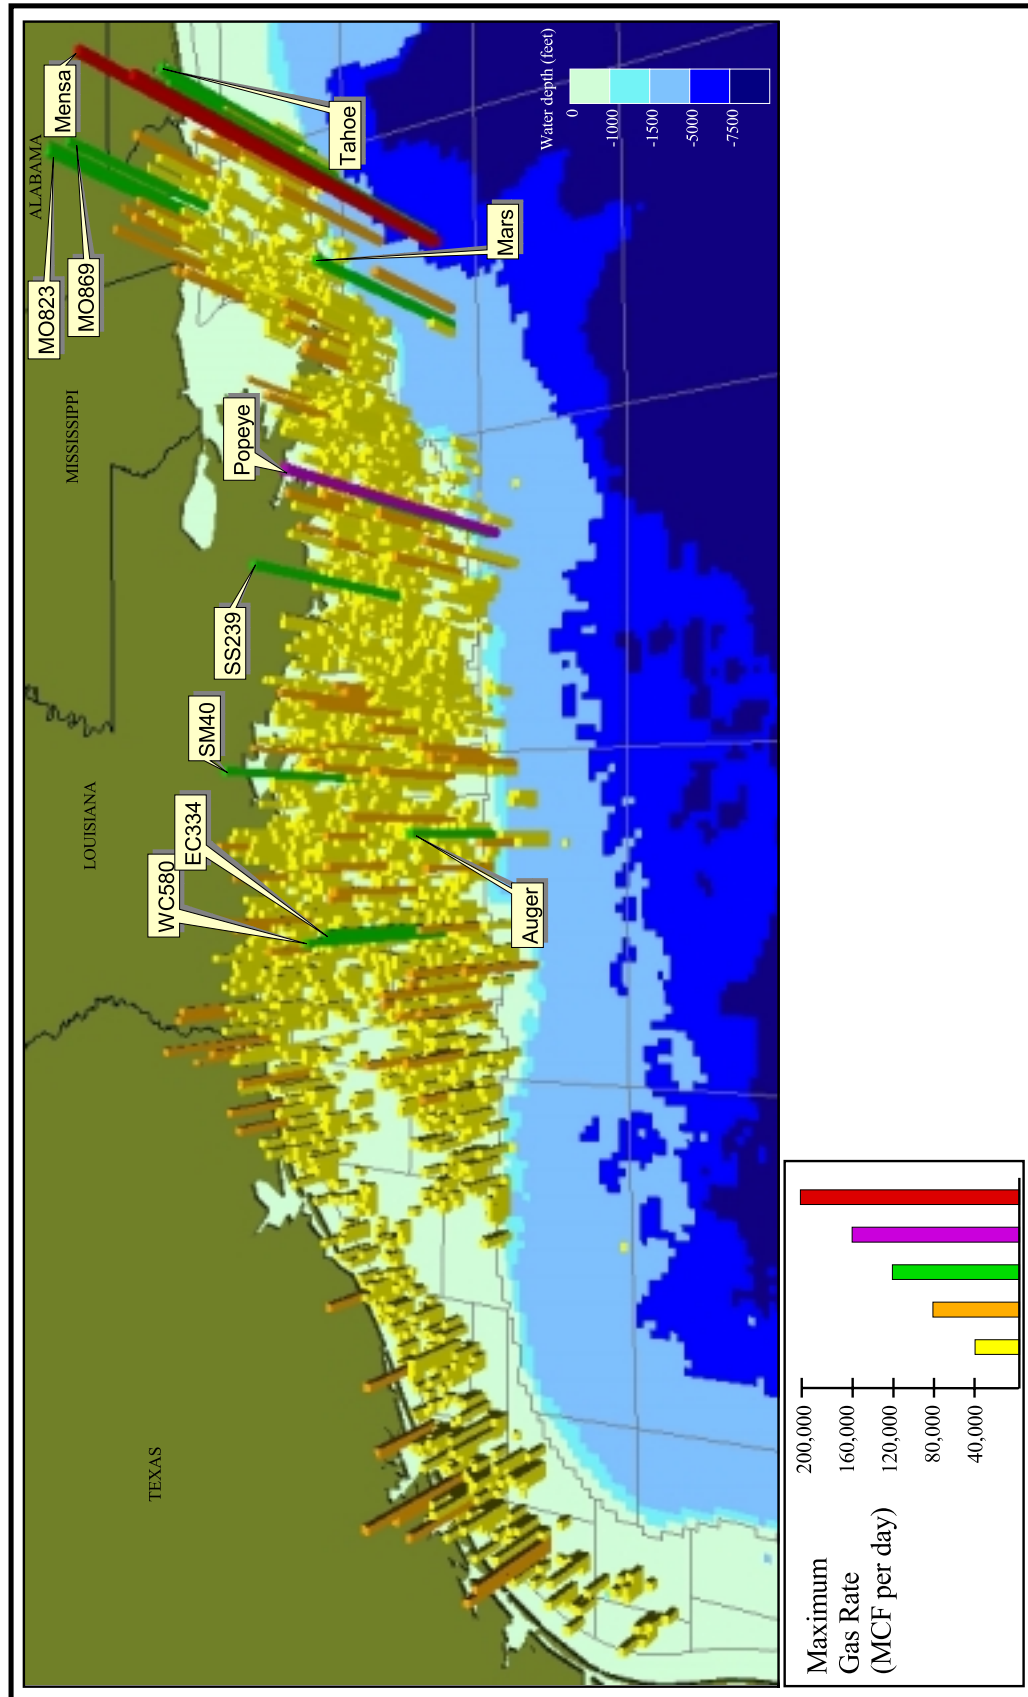 TEXAS
LOUISIANA
MISSISSIPPI
ALABAMA
WC580
EC334
SM40
SS239
Popeye
MO823
MO869
Mensa
Tahoe
Mars
Auger
Water depth (feet)
0
-1000
-1500
-5000
-7500
Maximum
Gas Rate
(MCF per day)
200,000
160,000
120,000
80,000
40,000